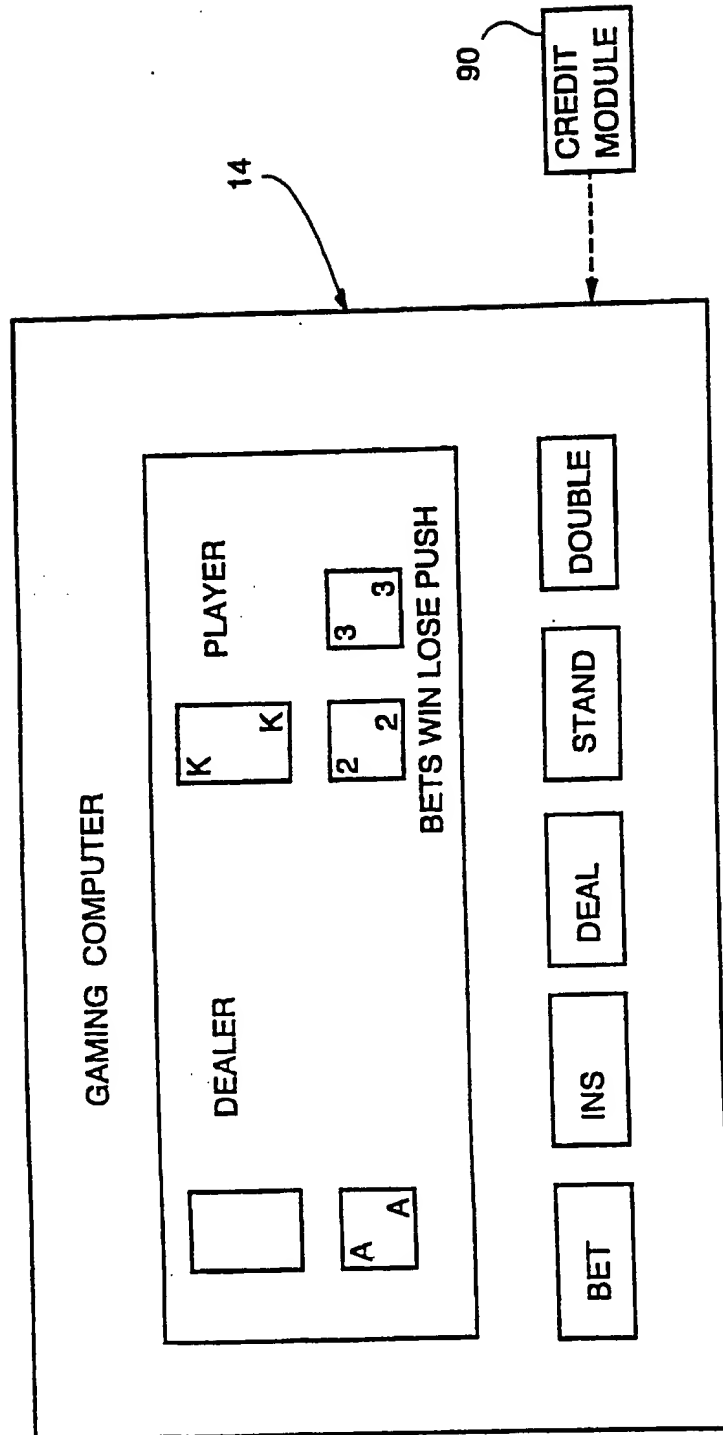 GAMING COMPUTER
14
90
DEALER
PLAYER
K
K
A
A
2
2
3
3
BETS WIN LOSE PUSH
BET
INS
DEAL
STAND
DOUBLE
CREDIT
MODULE